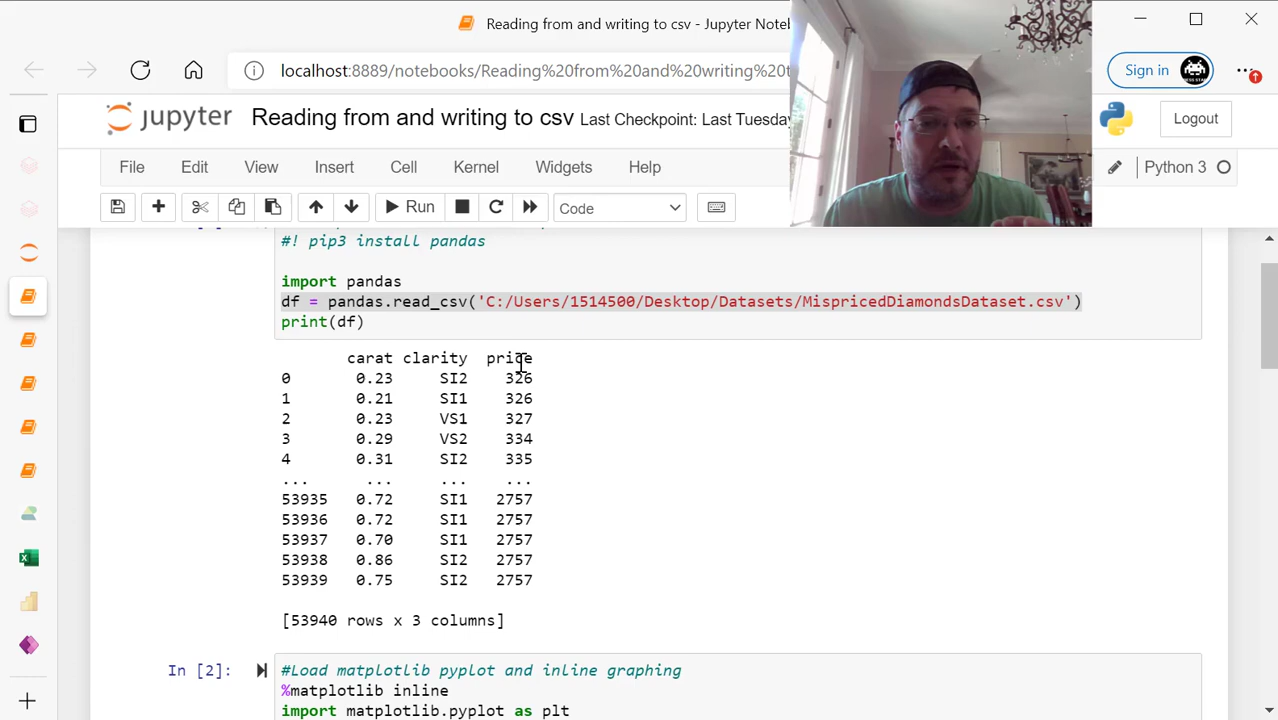 Reading from and writing to csv - Jupyter Notebo
localhost:8889/notebooks/Reading%20from%20and%20writing%20t
Sign in
jupyter Reading from and writing to csv Last Checkpoint: Last Tuesday
Logout
File Edit View Insert Cell Kernel Widgets Help
Python 3
Run Code
#! pip3 install pandas
import pandas
df = pandas.read_csv('C:/Users/1514500/Desktop/Datasets/MispricedDiamondsDataset.csv')
print(df)
carat clarity price
0 0.23 SI2 326
1 0.21 SI1 326
2 0.23 VS1 327
3 0.29 VS2 334
4 0.31 SI2 335
... ... ... ...
53935 0.72 SI1 2757
53936 0.72 SI1 2757
53937 0.70 SI1 2757
53938 0.86 SI2 2757
53939 0.75 SI2 2757
[53940 rows x 3 columns]
In [2]: #Load matplotlib pyplot and inline graphing
%matplotlib inline
import matplotlib.pyplot as plt